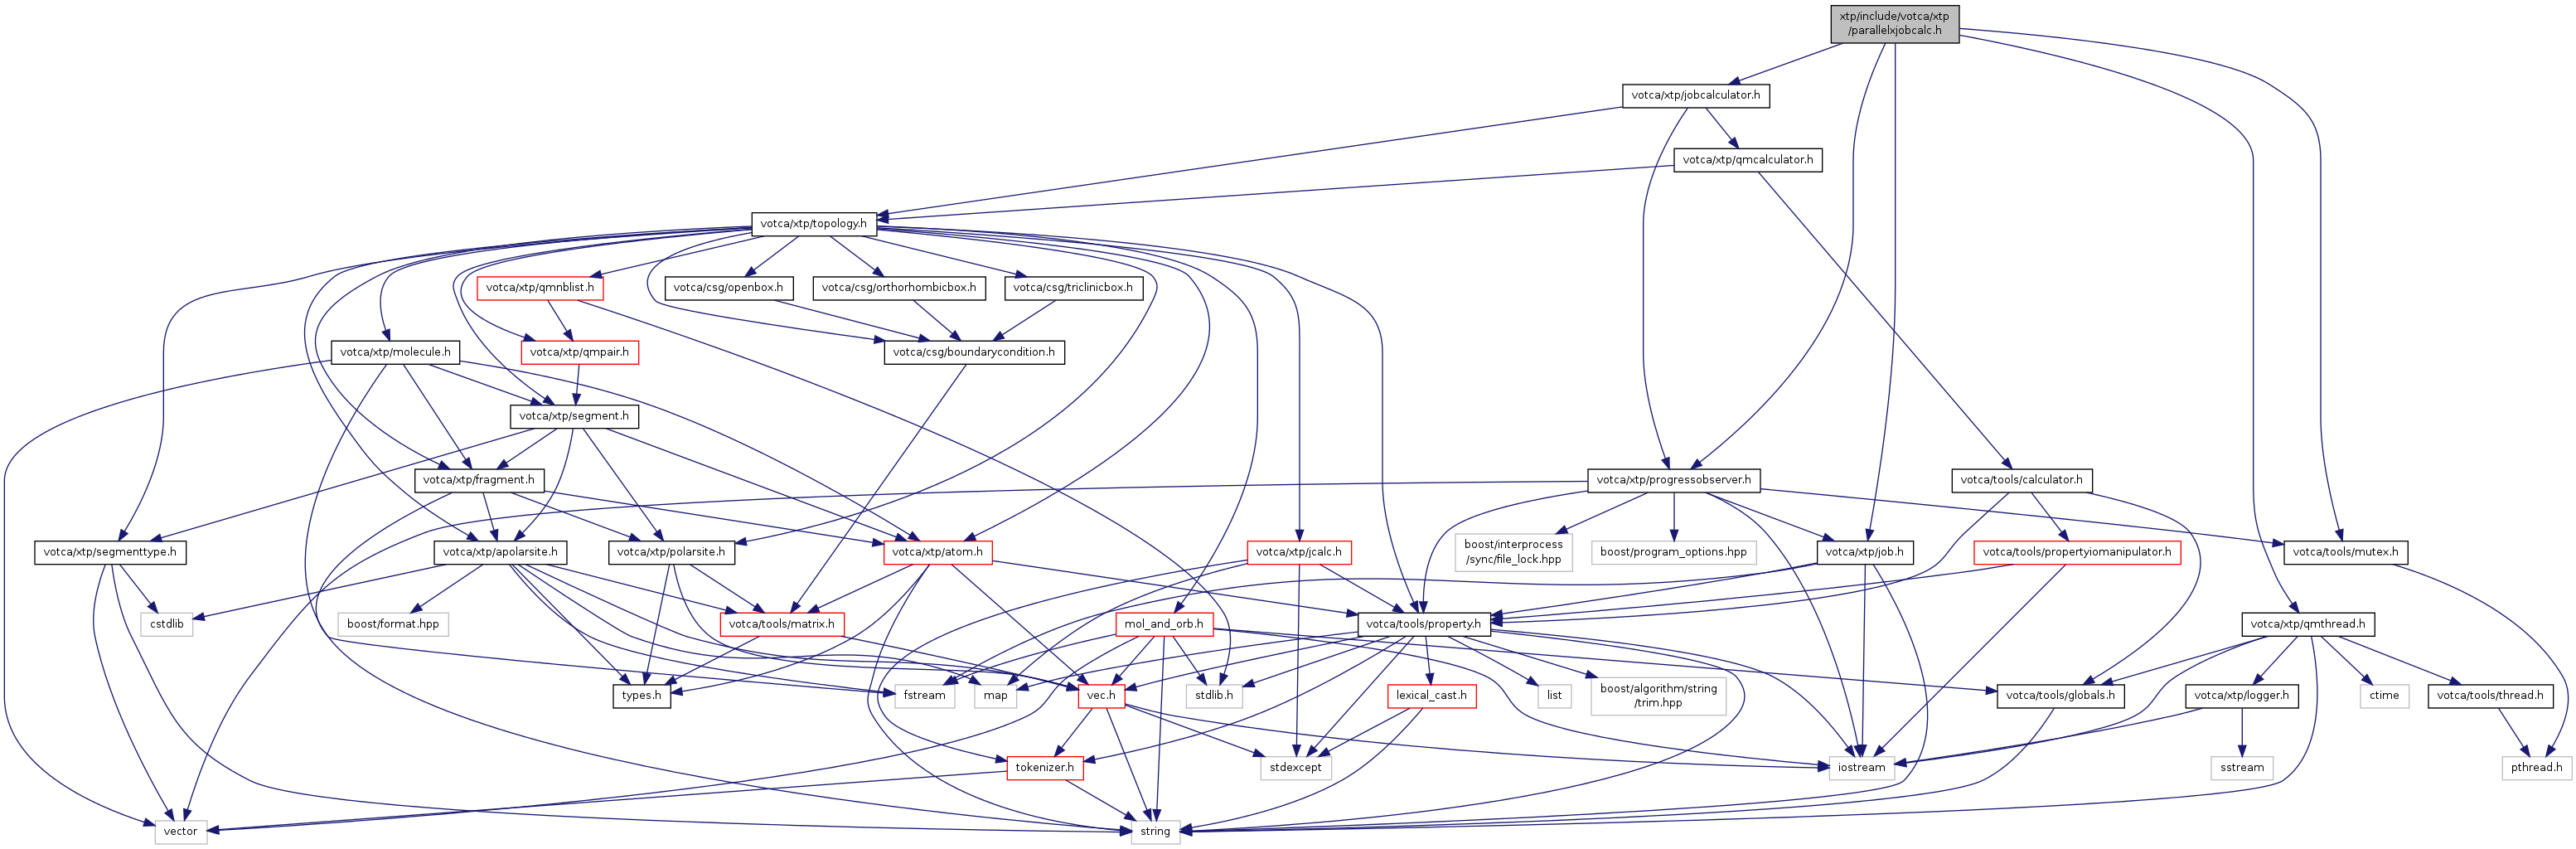 xtp/include/votca/xtp
/parallelxjobcalc.h
votca/xtp/jobcalculator.h
votca/xtp/qmcalculator.h
votca/xtp/topology.h
votca/xtp/qmnblist.h
votca/csg/openbox.h
votca/csg/orthorhombicbox.h
votca/csg/triclinicbox.h
votca/xtp/molecule.h
votca/xtp/qmpair.h
votca/csg/boundarycondition.h
votca/xtp/segment.h
votca/xtp/fragment.h
votca/xtp/progressobserver.h
votca/tools/calculator.h
votca/xtp/segmenttype.h
votca/xtp/apolarsite.h
votca/xtp/polarsite.h
votca/xtp/atom.h
votca/xtp/jcalc.h
boost/interprocess
/sync/file_lock.hpp
boost/program_options.hpp
votca/xtp/job.h
votca/tools/propertyiomanipulator.h
votca/tools/mutex.h
cstdlib
boost/format.hpp
votca/tools/matrix.h
mol_and_orb.h
votca/tools/property.h
votca/xtp/qmthread.h
types.h
fstream
map
vec.h
stdlib.h
lexical_cast.h
list
boost/algorithm/string
/trim.hpp
votca/tools/globals.h
votca/xtp/logger.h
ctime
votca/tools/thread.h
tokenizer.h
stdexcept
iostream
sstream
pthread.h
vector
string